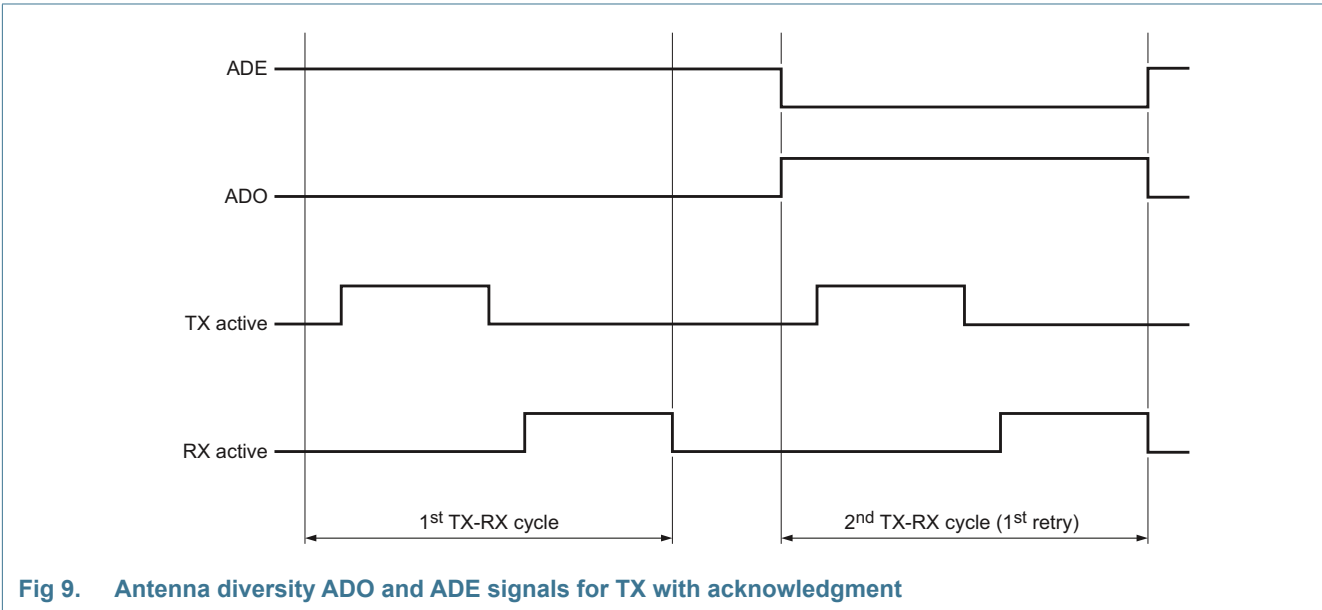 ADE
ADO
TX active
RX active
1st TX-RX cycle
2nd TX-RX cycle (1st retry)
Fig 9. Antenna diversity ADO and ADE signals for TX with acknowledgment